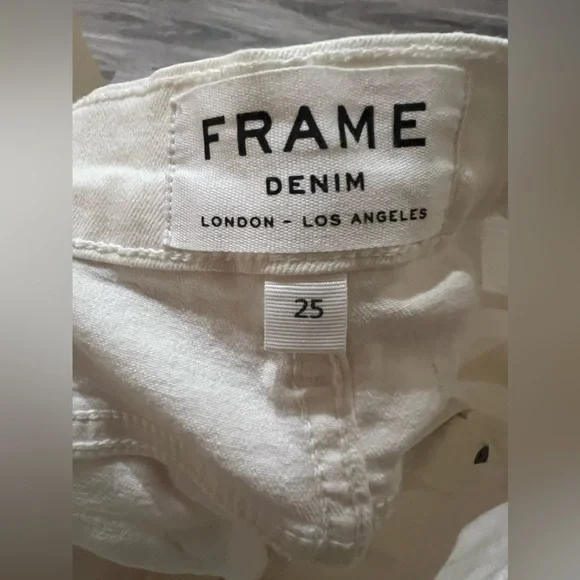 FRAME
DENIM
LONDON - LOS ANGELES
25